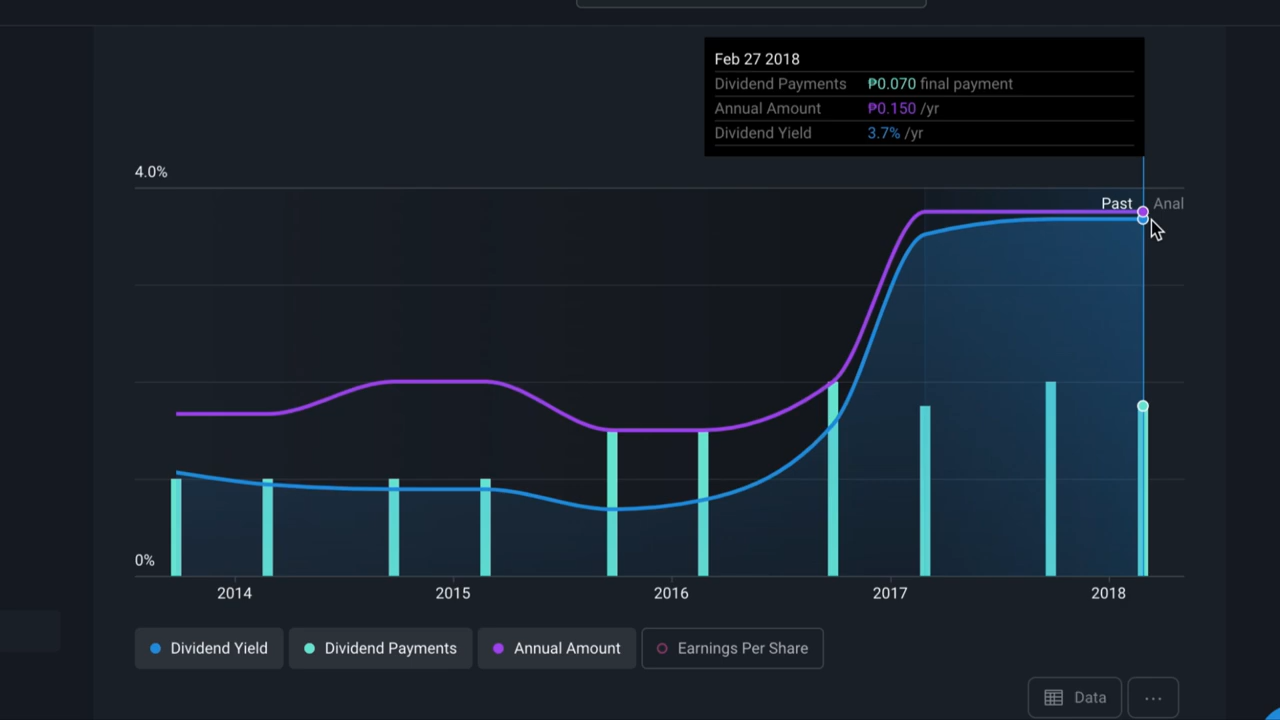 Feb 27 2018
Dividend Payments ₱0.070 final payment
Annual Amount ₱0.150 /yr
Dividend Yield 3.7% /yr
4.0%
Past Anal
0%
2014 2015 2016 2017 2018
Dividend Yield Dividend Payments Annual Amount Earnings Per Share
Data ...